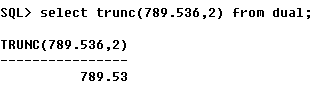 SQL> select trunc(789.536,2) from dual;
TRUNC(789.536,2)
----------------
789.53